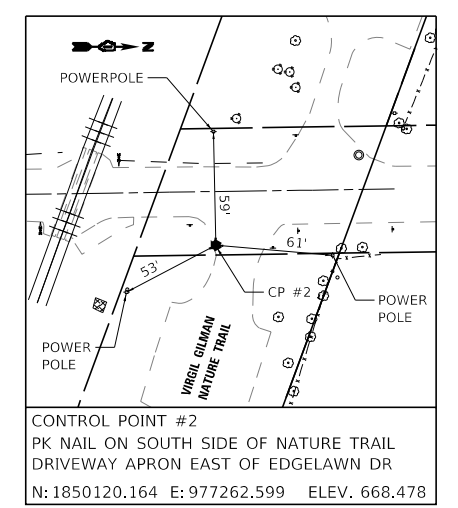 N
POWERPOLE
59'
61'
53'
CP #2
POWER
POLE
POWER
POLE
VIRGIL GILMAN
NATURE TRAIL
CONTROL POINT #2
PK NAIL ON SOUTH SIDE OF NATURE TRAIL
DRIVEWAY APRON EAST OF EDGELAWN DR
N: 1850120.164 E: 977262.599 ELEV. 668.478